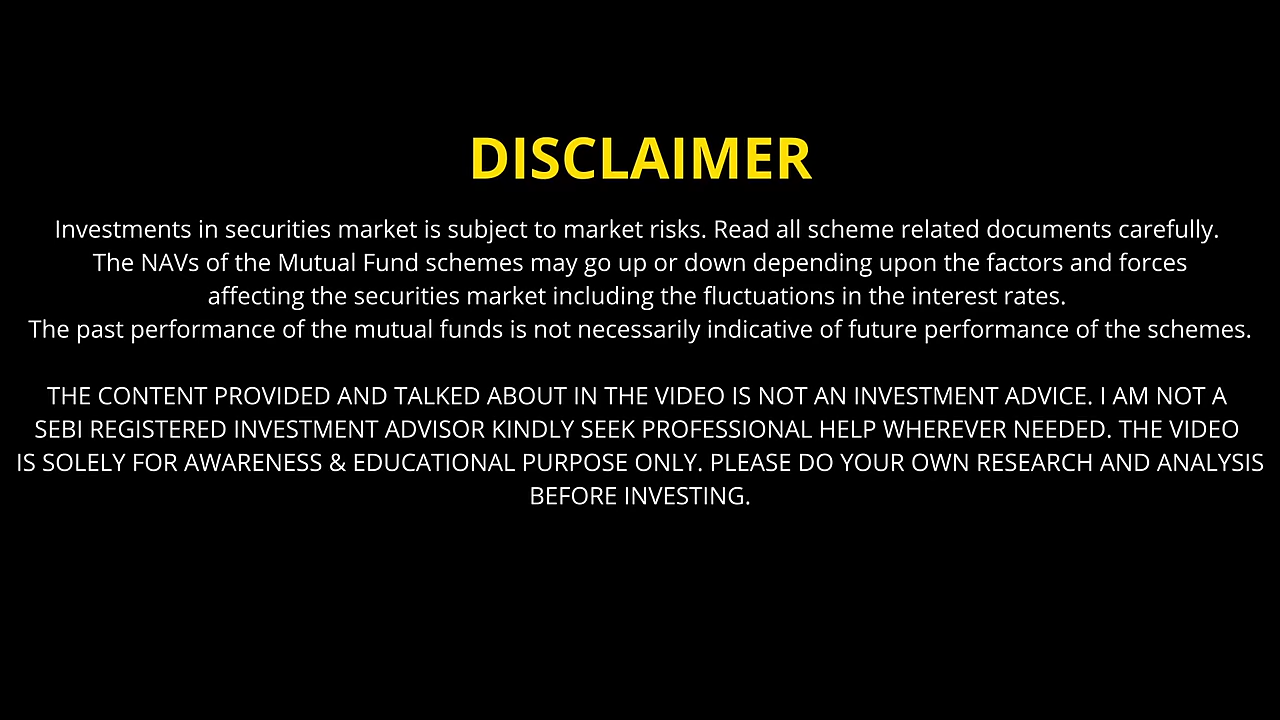 DISCLAIMER
Investments in securities market is subject to market risks. Read all scheme related documents carefully.
The NAVs of the Mutual Fund schemes may go up or down depending upon the factors and forces
affecting the securities market including the fluctuations in the interest rates.
The past performance of the mutual funds is not necessarily indicative of future performance of the schemes.
THE CONTENT PROVIDED AND TALKED ABOUT IN THE VIDEO IS NOT AN INVESTMENT ADVICE. I AM NOT A
SEBI REGISTERED INVESTMENT ADVISOR KINDLY SEEK PROFESSIONAL HELP WHEREVER NEEDED. THE VIDEO
IS SOLELY FOR AWARENESS & EDUCATIONAL PURPOSE ONLY. PLEASE DO YOUR OWN RESEARCH AND ANALYSIS
BEFORE INVESTING.